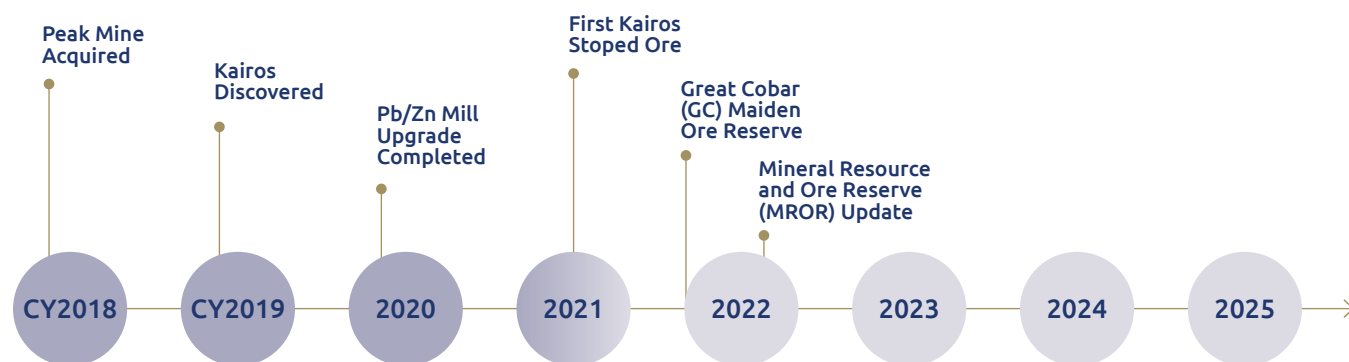 Peak Mine
Acquired
Kairos
Discovered
Pb/Zn Mill
Upgrade
Completed
First Kairos
Stoped Ore
Great Cobar
(GC) Maiden
Ore Reserve
Mineral Resource
and Ore Reserve
(MROR) Update
CY2018
CY2019
2020
2021
2022
2023
2024
2025